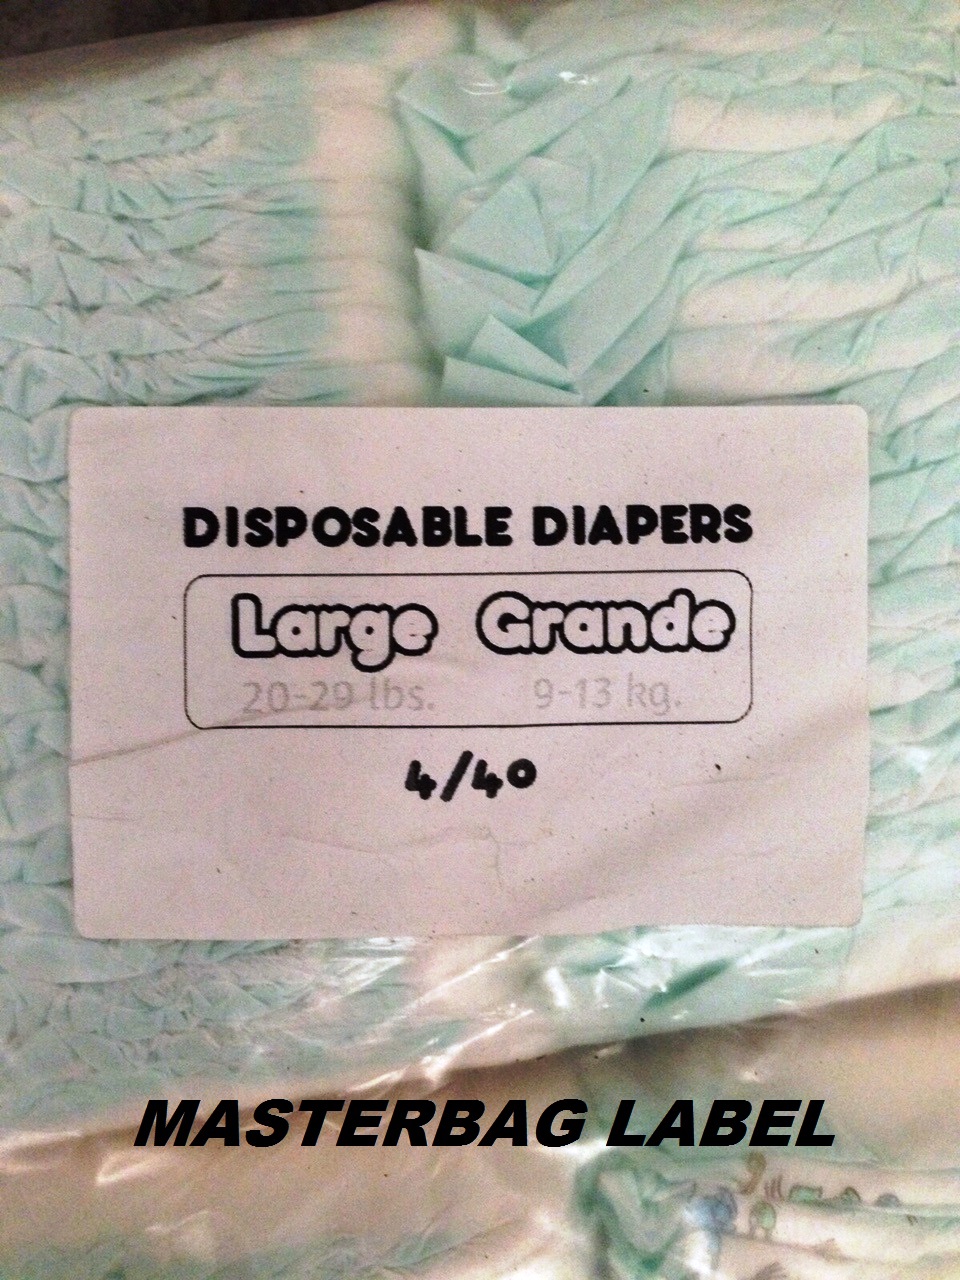 DISPOSABLE DIAPERS
Large Grande
20-29 lbs. 9-13 kg.
4/40
MASTERBAG LABEL